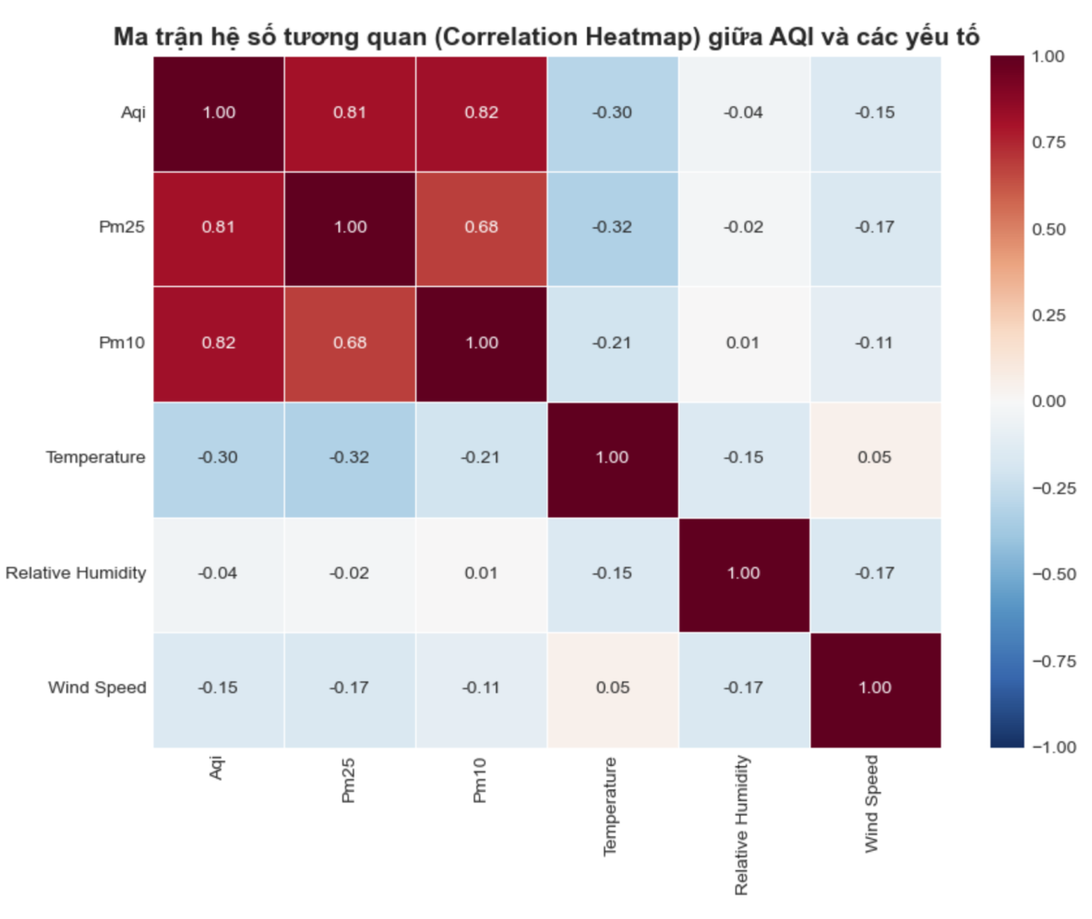 Ma trận hệ số tương quan (Correlation Heatmap) giữa AQI và các yếu tố
Aqi 1.00 0.81 0.82 -0.30 -0.04 -0.15
Pm25 0.81 1.00 0.68 -0.32 -0.02 -0.17
Pm10 0.82 0.68 1.00 -0.21 0.01 -0.11
Temperature -0.30 -0.32 -0.21 1.00 -0.15 0.05
Relative Humidity -0.04 -0.02 0.01 -0.15 1.00 -0.17
Wind Speed -0.15 -0.17 -0.11 0.05 -0.17 1.00
Aqi
Pm25
Pm10
Temperature
Relative Humidity
Wind Speed
1.00
0.75
0.50
0.25
0.00
−0.25
−0.50
−0.75
−1.00